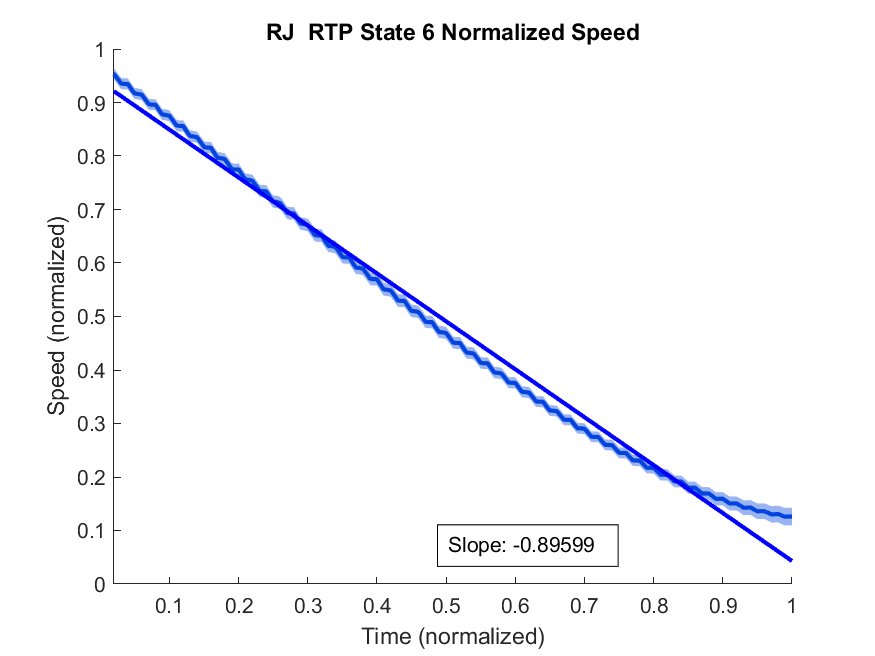 RJ  RTP State 6 Normalized Speed
1
0.9
0.8
0.7
0.6
0.5
0.4
0.3
0.2
0.1
0
Speed (normalized)
Slope: -0.89599
0.1 0.2 0.3 0.4 0.5 0.6 0.7 0.8 0.9 1
Time (normalized)